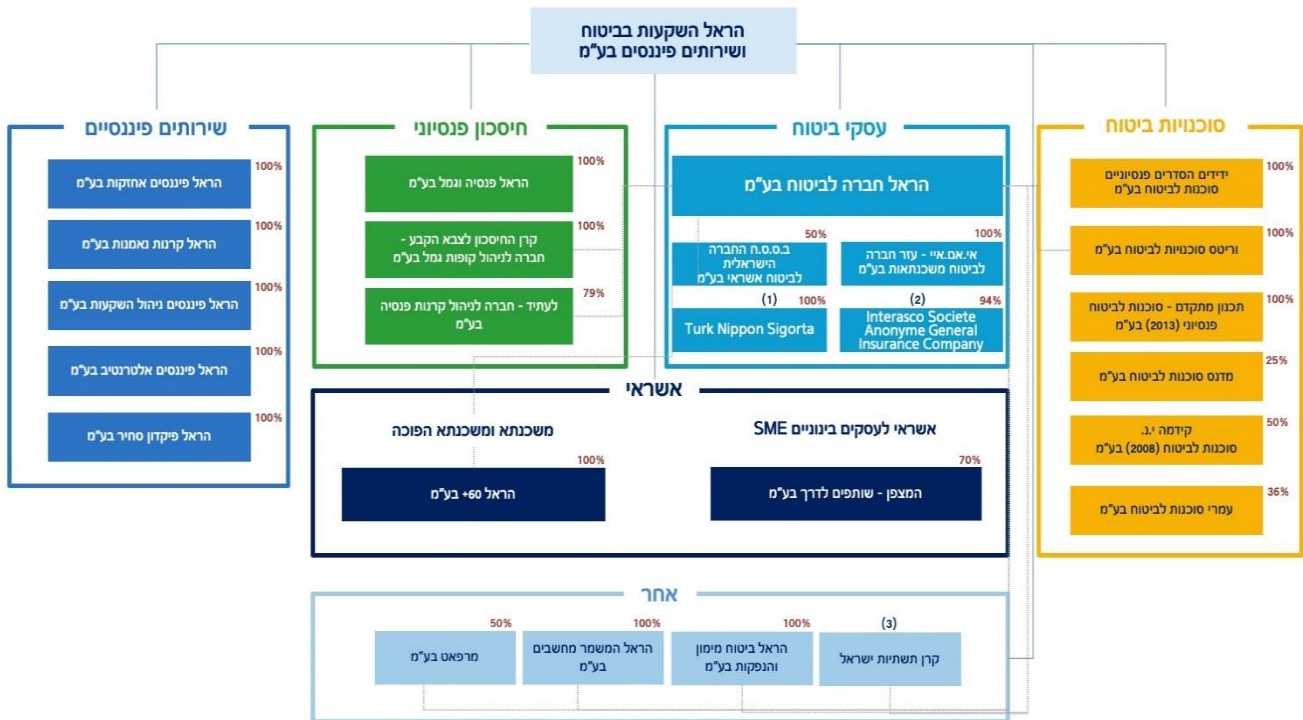 הראל השקעות בביטוח
ושירותים פיננסים בע"מ
סוכנויות ביטוח
100%
ידידים הסדרים פנסיוניים
סוכנות לביטוח בע"מ
100%
וריטס סוכנויות לביטוח בע"מ
100%
תכנון מתקדם - סוכנות לביטוח
פנסיוני (2013) בע"מ
25%
מדנס סוכנות לביטוח בע"מ
50%
קידמה י.נ.
סוכנות לביטוח (2008) בע"מ
36%
עמרי סוכנות לביטוח בע"מ
עסקי ביטוח
הראל חברה לביטוח בע"מ
100%
אי.אם.איי - עזר חברה
לביטוח משכנתאות בע"מ
50%
ב.ס.ס.ח החברה
הישראלית
לביטוח אשראי בע"מ
(2)
94%
Interasco Societe
Anonyme General
Insurance Company
(1)
100%
Turk Nippon Sigorta
חיסכון פנסיוני
100%
הראל פנסיה וגמל בע"מ
100%
קרן החיסכון לצבא הקבע -
חברה לניהול קופות גמל בע"מ
79%
לעתיד - חברה לניהול קרנות פנסיה
בע"מ
שירותים פיננסיים
100%
הראל פיננסים אחזקות בע"מ
100%
הראל קרנות נאמנות בע"מ
100%
הראל פיננסים ניהול השקעות בע"מ
100%
הראל פיננסים אלטרנטיב בע"מ
100%
הראל פיקדון סחיר בע"מ
אשראי
אשראי לעסקים בינוניים SME
70%
המצפן - שותפים לדרך בע"מ
משכנתא ומשכנתא הפוכה
100%
הראל 60+ בע"מ
אחר
(3)
קרן תשתיות ישראל
100%
הראל ביטוח מימון
והנפקות בע"מ
100%
הראל המשמר מחשבים
בע"מ
50%
מרפאט בע"מ